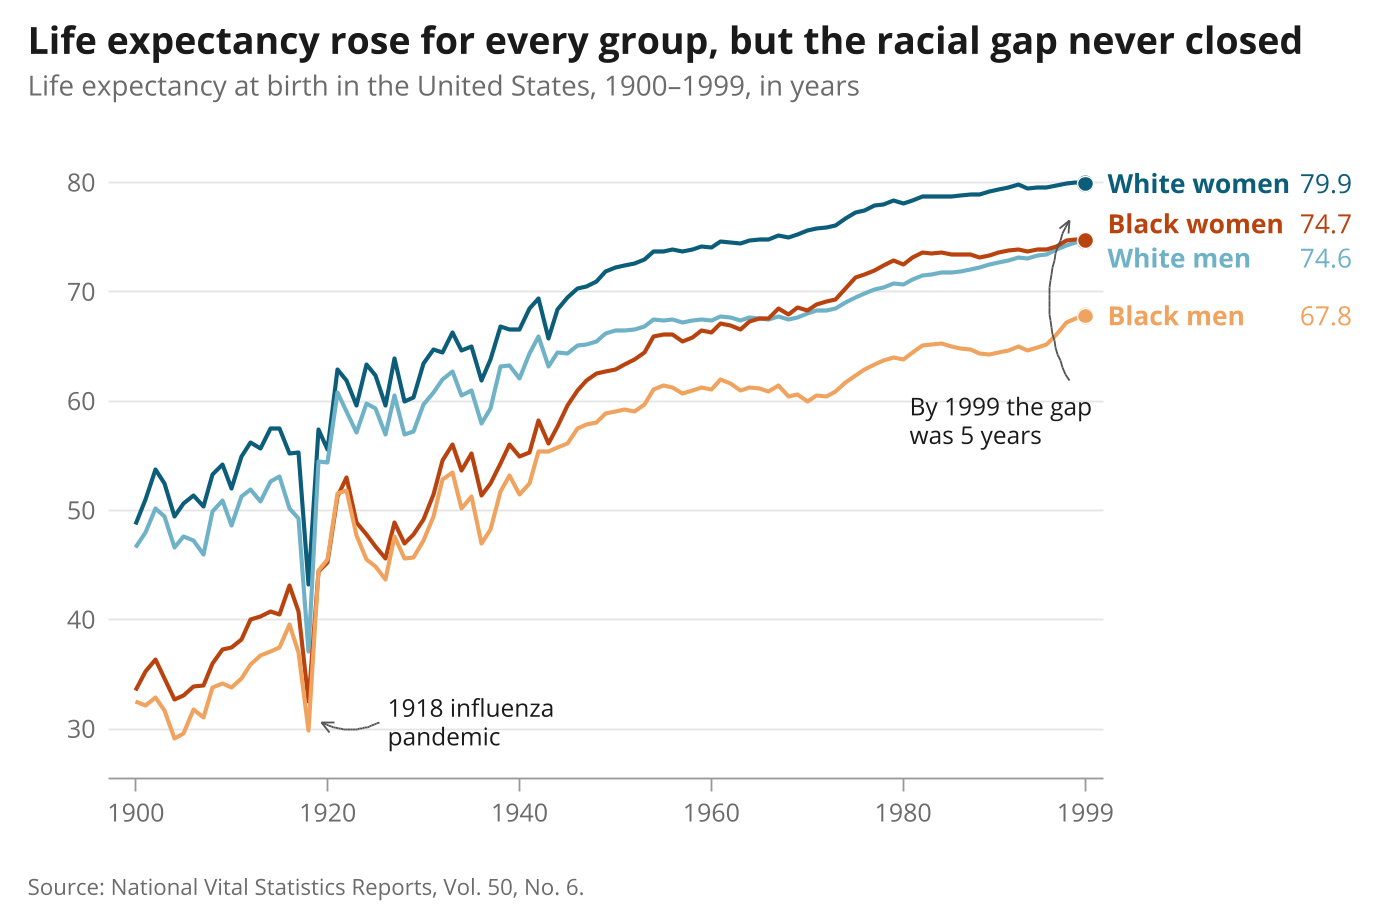 Life expectancy rose for every group, but the racial gap never closed
Life expectancy at birth in the United States, 1900–1999, in years
80
70
60
50
40
30
White women 79.9
Black women 74.7
White men 74.6
Black men 67.8
By 1999 the gap
was 5 years
1918 influenza
pandemic
1900 1920 1940 1960 1980 1999
Source: National Vital Statistics Reports, Vol. 50, No. 6.